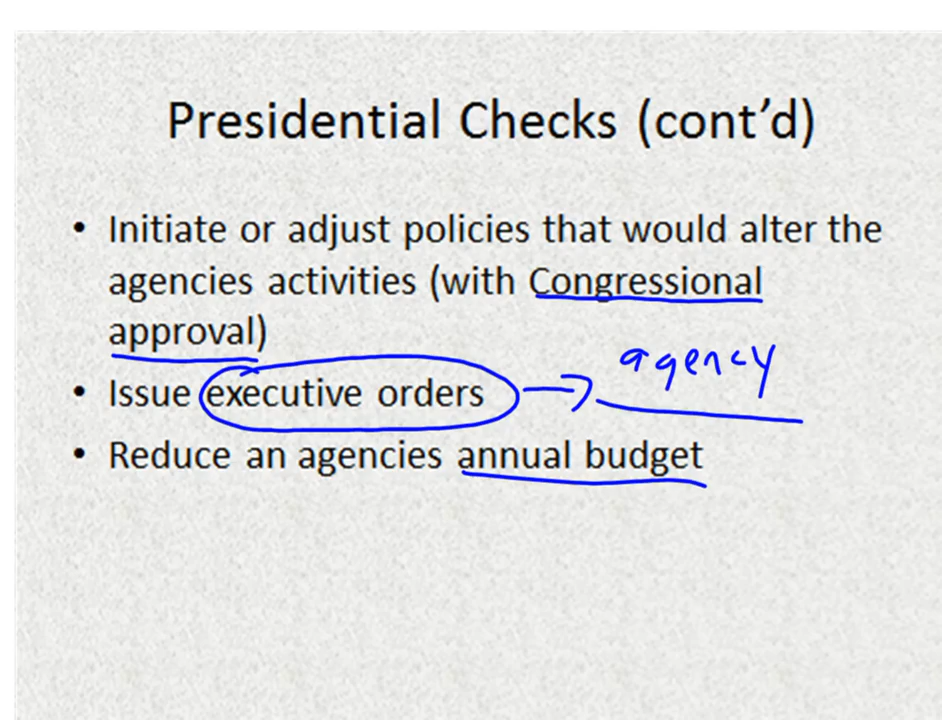 Presidential Checks (cont'd)
• Initiate or adjust policies that would alter the
agencies activities (with Congressional
approval)
• Issue executive orders → agency
• Reduce an agencies annual budget